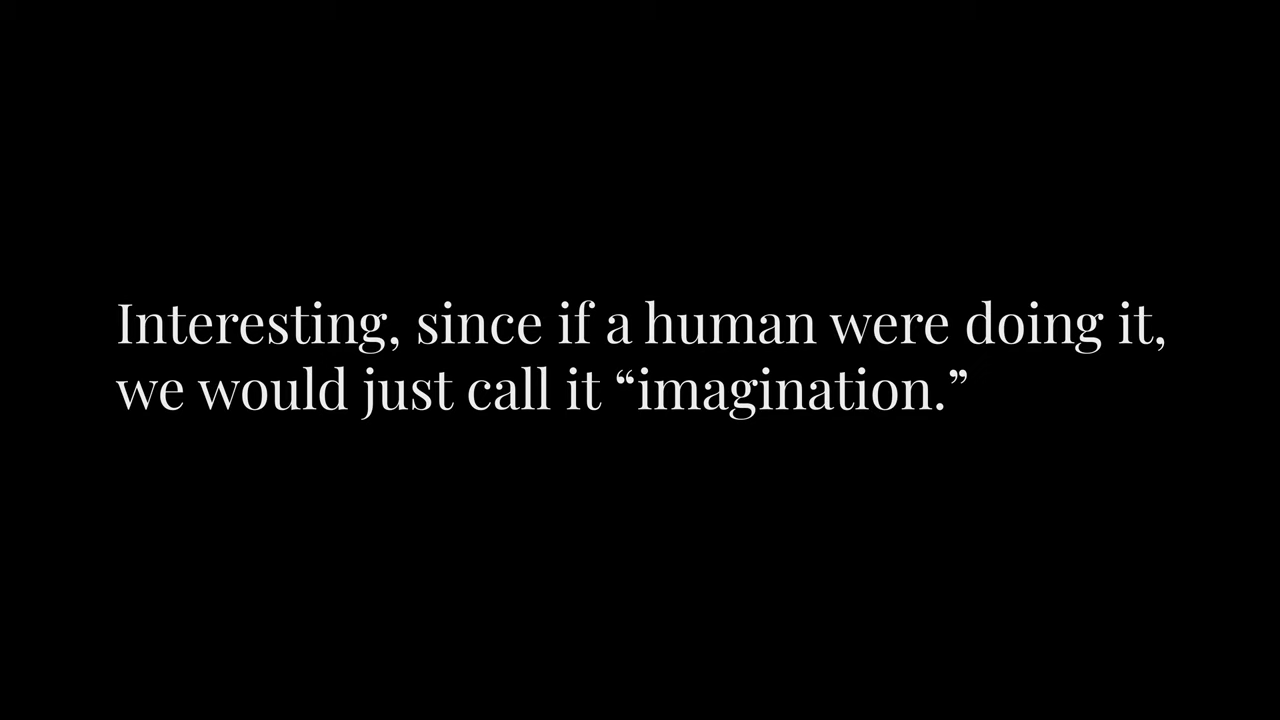 Interesting, since if a human were doing it,
we would just call it “imagination.”